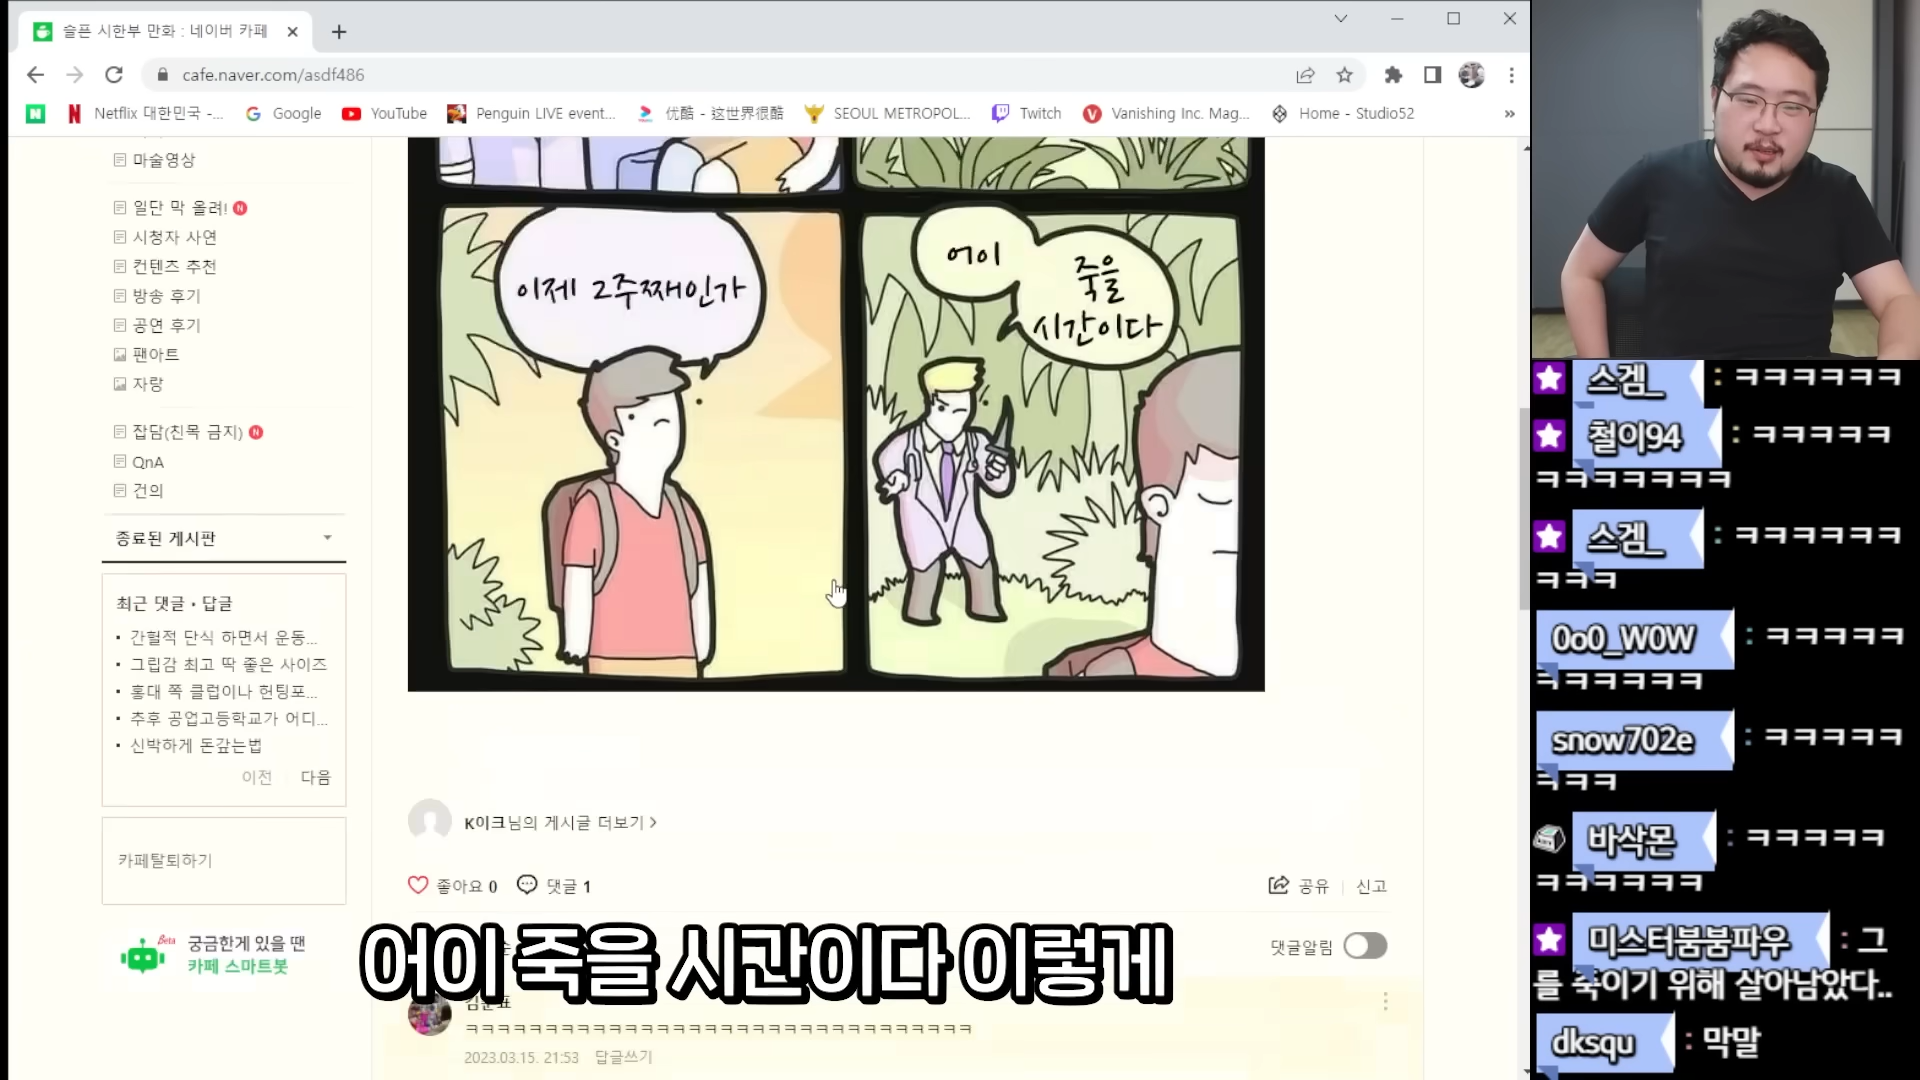 슬픈 시한부 만화 : 네이버 카페
cafe.naver.com/asdf486
Netflix 대한민국 -...
Google
YouTube
Penguin LIVE event...
优酷 - 这世界很酷
SEOUL METROPOL...
Twitch
Vanishing Inc. Mag...
Home - Studio52
»
마술영상
일단 막 올려! N
시청자 사연
컨텐츠 추천
방송 후기
공연 후기
팬아트
자랑
잡담(친목 금지) N
QnA
건의
종료된 게시판
최근 댓글 · 답글
간헐적 단식 하면서 운동...
그립감 최고 딱 좋은 사이즈
홍대 쪽 클럽이나 헌팅포...
추후 공업고등학교가 어디...
신박하게 돈갚는법
이전 다음
카페탈퇴하기
Beta
궁금한게 있을 땐
카페 스마트봇
이제 2주째인가
어이
죽을
시간이다
K이크님의 게시글 더보기 >
좋아요 0 댓글 1
공유 신고
댓글알림
어이 죽을 시간이다 이렇게
ㅋㅋㅋㅋㅋㅋㅋㅋㅋㅋㅋㅋㅋㅋㅋㅋㅋㅋㅋㅋㅋㅋㅋㅋㅋㅋㅋㅋㅋㅋㅋㅋ
2023.03.15. 21:53 답글쓰기
스겜_ : ㅋㅋㅋㅋㅋㅋ
철이94 : ㅋㅋㅋㅋㅋ
ㅋㅋㅋㅋㅋㅋㅋ
스겜_ : ㅋㅋㅋㅋㅋㅋ
ㅋㅋㅋ
0o0_W0W : ㅋㅋㅋㅋㅋ
ㅋㅋㅋㅋㅋㅋ
snow702e : ㅋㅋㅋㅋㅋ
ㅋㅋㅋ
바삭몬 : ㅋㅋㅋㅋㅋ
ㅋㅋㅋㅋㅋㅋ
미스터붐붐파우 : 그
를 죽이기 위해 살아남았다..
dksqu : 막말